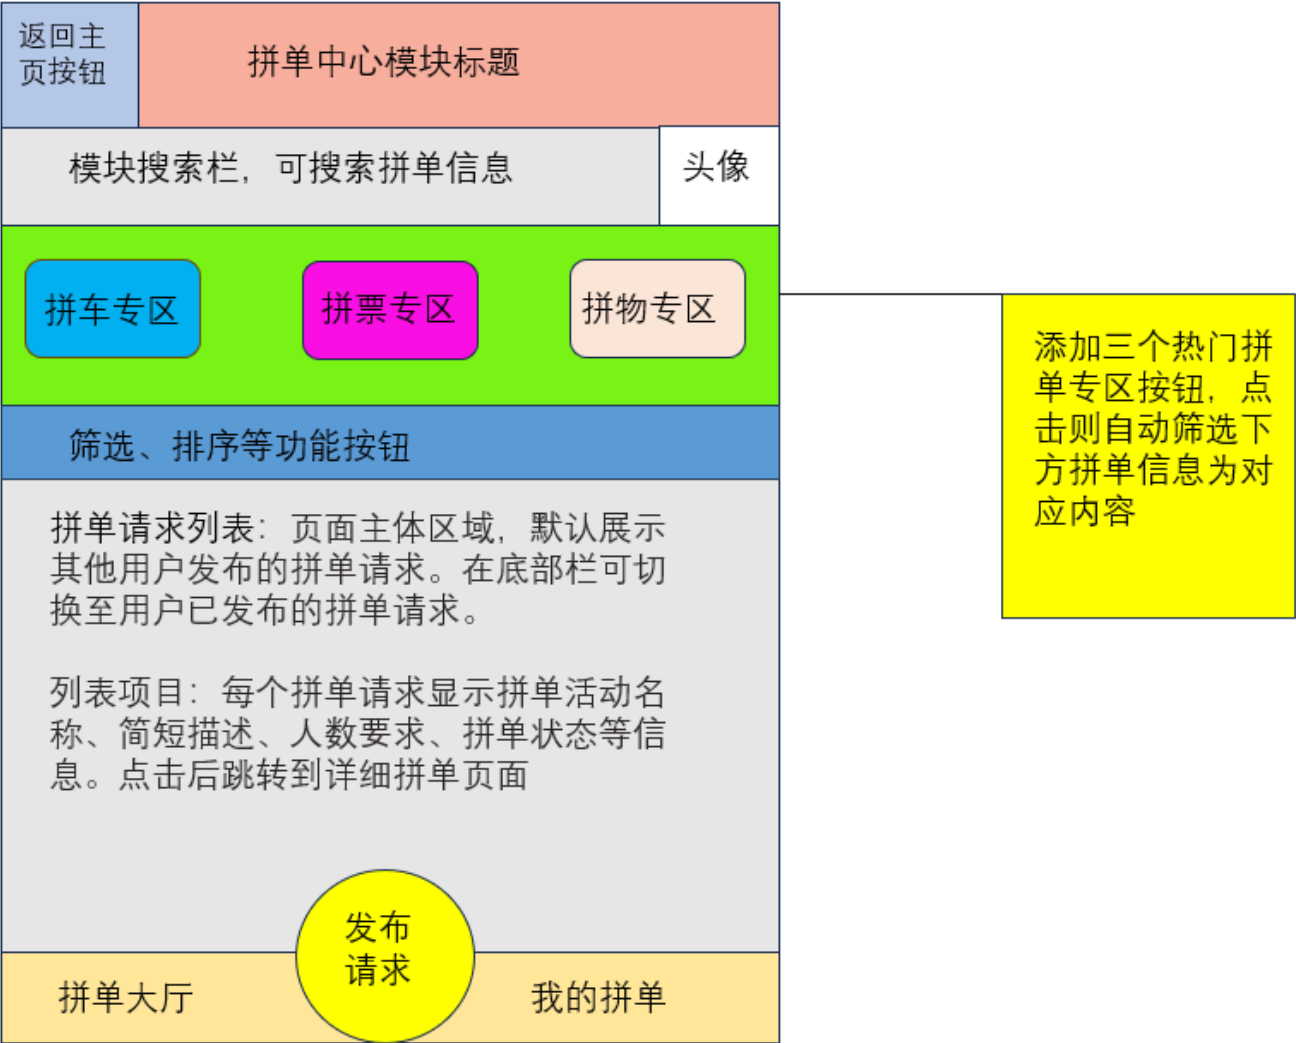 返回主
页按钮
拼单中心模块标题
模块搜索栏，可搜索拼单信息
头像
拼车专区
拼票专区
拼物专区
添加三个热门拼
单专区按钮，点
击则自动筛选下
方拼单信息为对
应内容
筛选、排序等功能按钮
拼单请求列表：页面主体区域，默认展示
其他用户发布的拼单请求。在底部栏可切
换至用户已发布的拼单请求。
列表项目：每个拼单请求显示拼单活动名
称、简短描述、人数要求、拼单状态等信
息。点击后跳转到详细拼单页面
发布
请求
拼单大厅
我的拼单